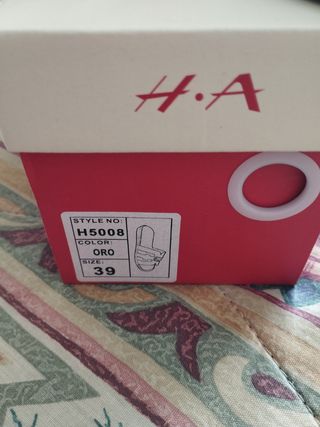 H·A
STYLE NO:
H5008
COLOR:
ORO
SIZE:
39